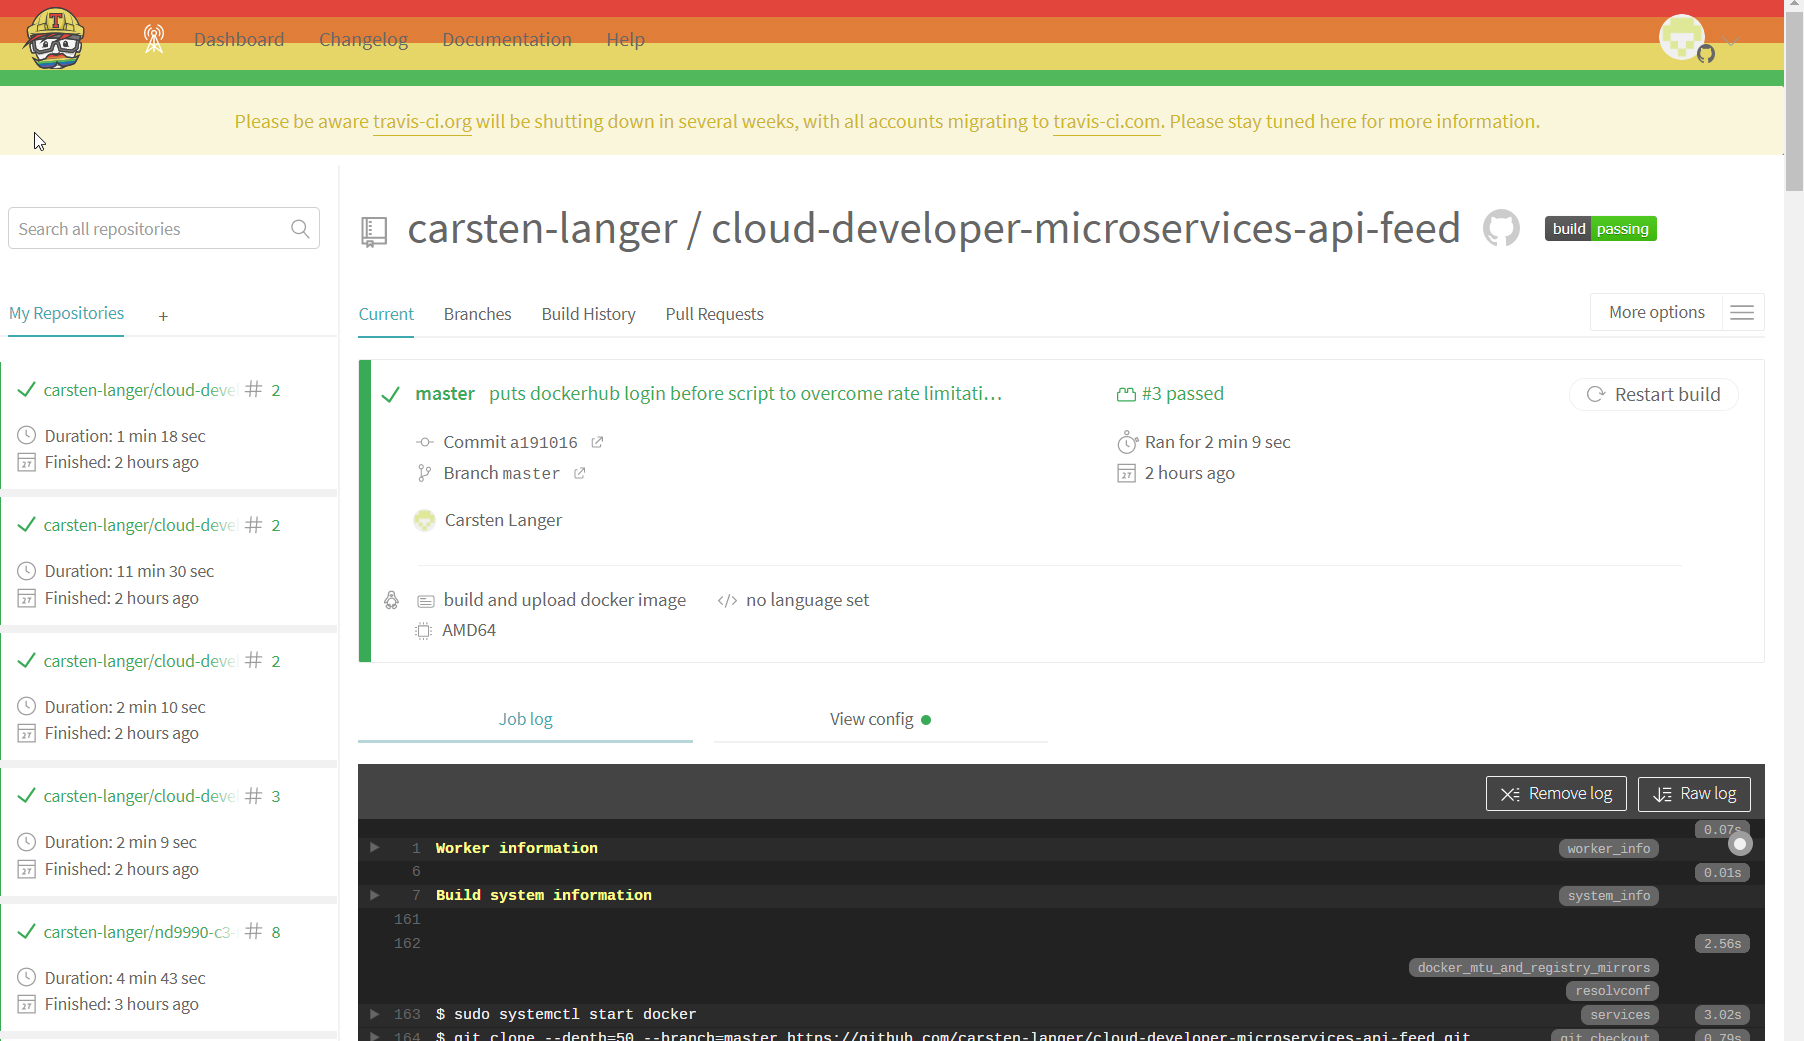 Dashboard Changelog Documentation Help
Please be aware travis-ci.org will be shutting down in several weeks, with all accounts migrating to travis-ci.com. Please stay tuned here for more information.
Search all repositories
My Repositories +
carsten-langer/cloud-deve # 2
Duration: 1 min 18 sec
Finished: 2 hours ago
carsten-langer/cloud-deve # 2
Duration: 11 min 30 sec
Finished: 2 hours ago
carsten-langer/cloud-deve # 2
Duration: 2 min 10 sec
Finished: 2 hours ago
carsten-langer/cloud-deve # 3
Duration: 2 min 9 sec
Finished: 2 hours ago
carsten-langer/nd9990-c3- # 8
Duration: 4 min 43 sec
Finished: 3 hours ago
carsten-langer / cloud-developer-microservices-api-feed build passing
Current Branches Build History Pull Requests More options
master puts dockerhub login before script to overcome rate limitati… #3 passed Restart build
Commit a191016 Ran for 2 min 9 sec
Branch master 2 hours ago
Carsten Langer
build and upload docker image </> no language set
AMD64
Job log View config
Remove log Raw log
0.07s
1 Worker information worker_info
6 0.01s
7 Build system information system_info
161
162 2.56s
docker_mtu_and_registry_mirrors
resolvconf
163 $ sudo systemctl start docker services 3.02s
164 $ git clone --depth=50 --branch=master https://github.com/carsten-langer/cloud-developer-microservices-api-feed.git git.checkout 0.79s